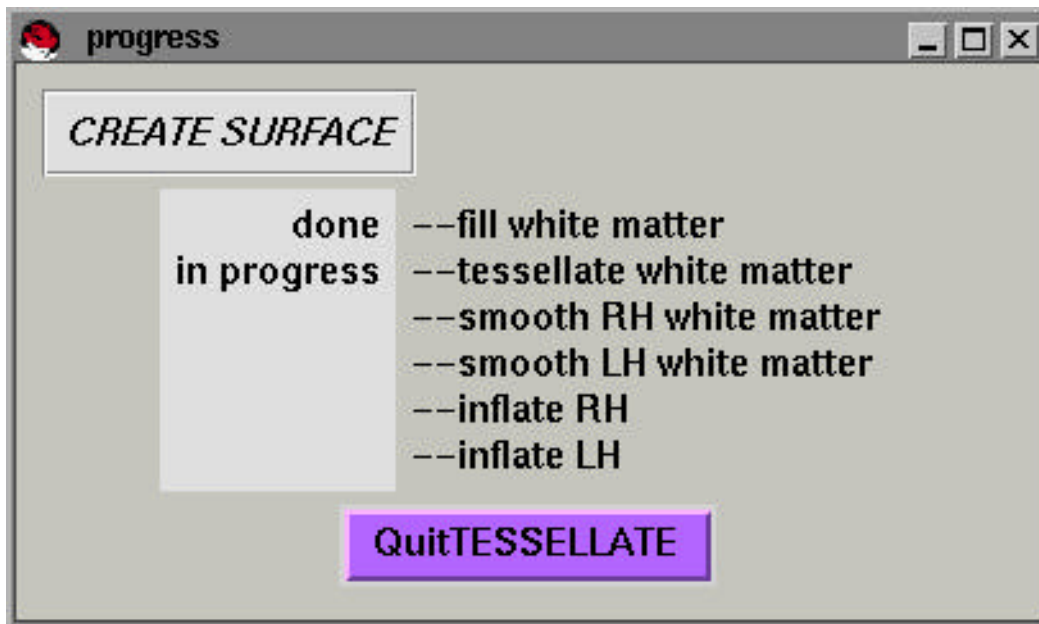 progress
CREATE SURFACE
done --fill white matter
in progress --tessellate white matter
--smooth RH white matter
--smooth LH white matter
--inflate RH
--inflate LH
QuitTESSELLATE